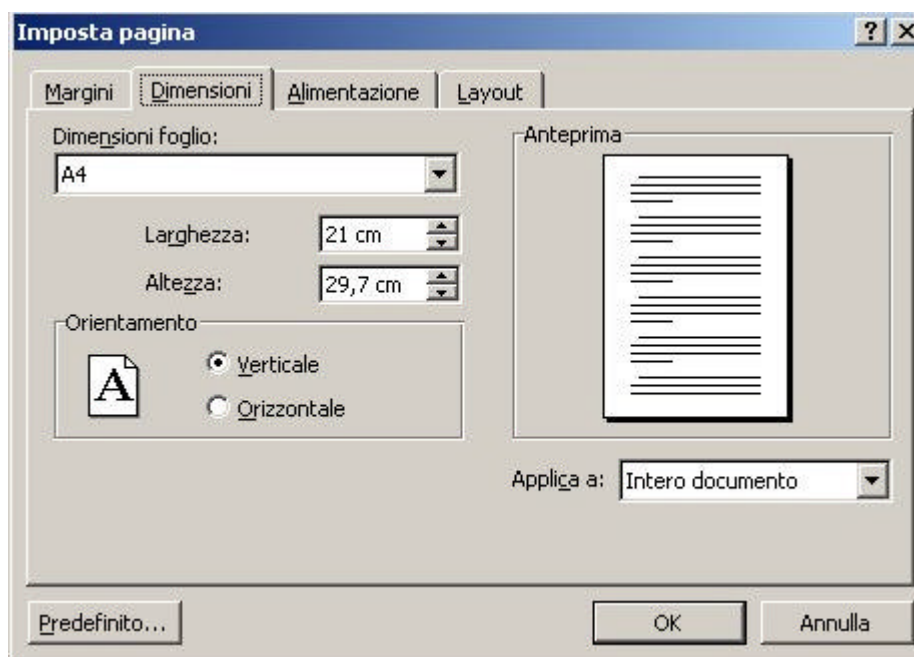 Imposta pagina
Margini Dimensioni Alimentazione Layout
Dimensioni foglio:
A4
Larghezza: 21 cm
Altezza: 29,7 cm
Orientamento
A
Verticale
Orizzontale
Anteprima
Applica a: Intero documento
Predefinito... OK Annulla